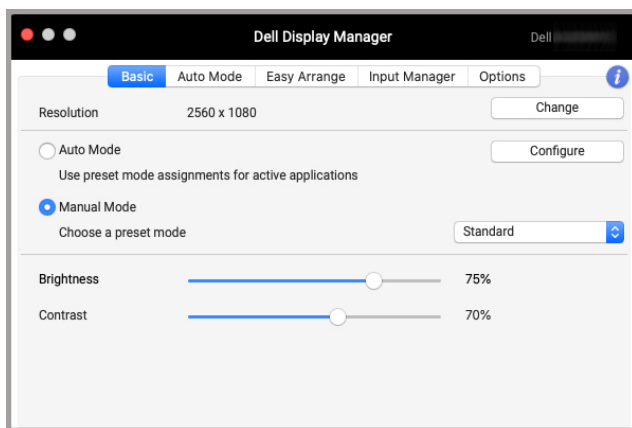 Dell Display Manager Dell
Basic Auto Mode Easy Arrange Input Manager Options i
Resolution 2560 x 1080 Change
Auto Mode Configure
Use preset mode assignments for active applications
Manual Mode
Choose a preset mode Standard
Brightness 75%
Contrast 70%